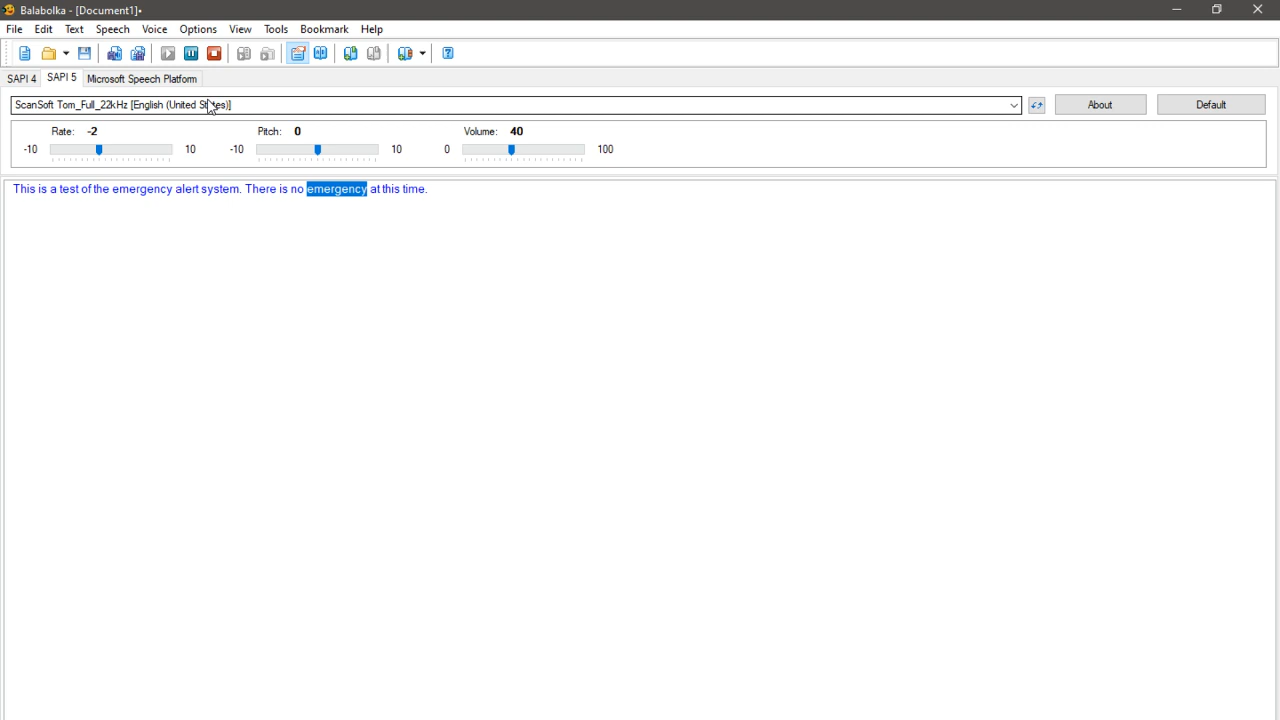 Balabolka - [Document1]•
File Edit Text Speech Voice Options View Tools Bookmark Help
SAPI 4 SAPI 5 Microsoft Speech Platform
ScanSoft Tom_Full_22kHz [English (United States)] About Default
Rate: -2 Pitch: 0 Volume: 40
-10 10 -10 10 0 100
This is a test of the emergency alert system. There is no emergency at this time.